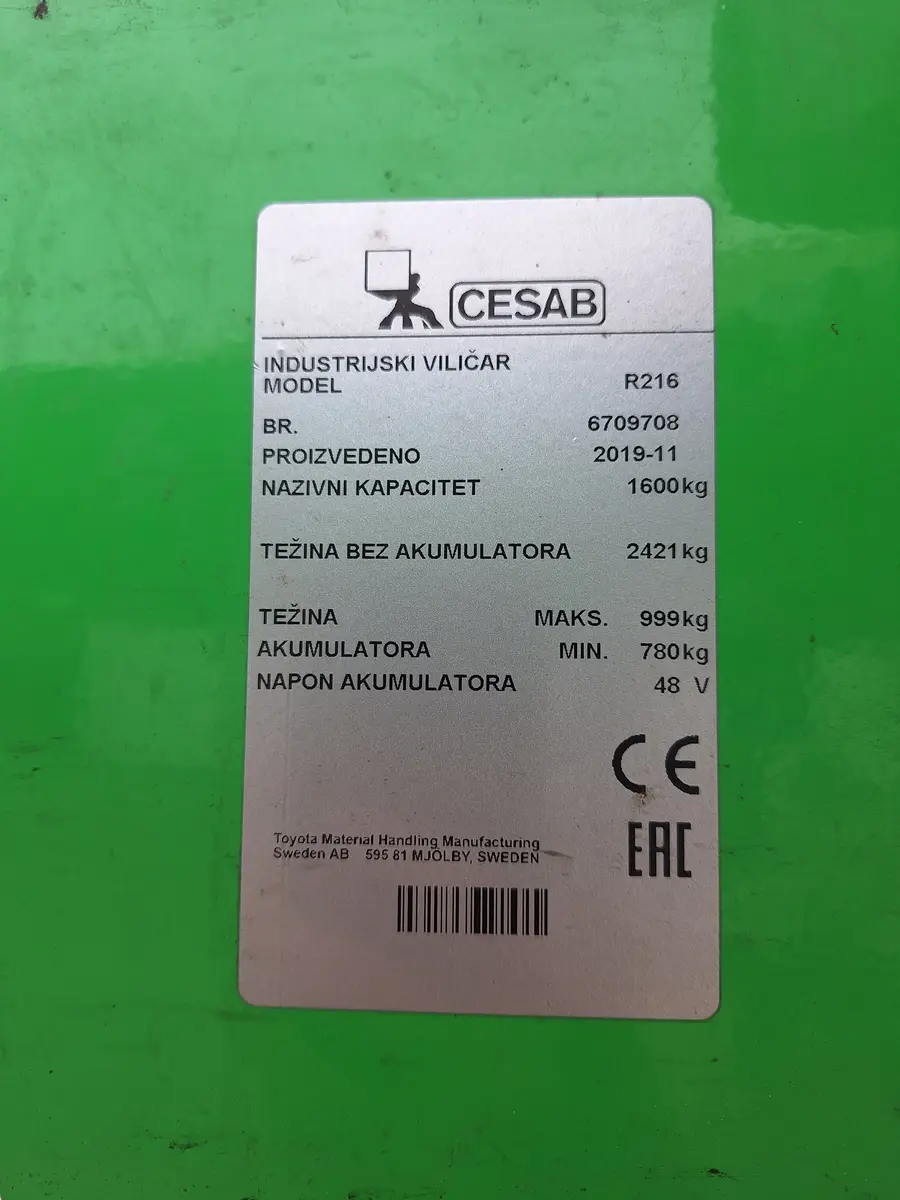 CESAB
INDUSTRIJSKI VILIČAR
MODEL R216
BR. 6709708
PROIZVEDENO 2019-11
NAZIVNI KAPACITET 1600kg
TEŽINA BEZ AKUMULATORA 2421kg
TEŽINA MAKS. 999kg
AKUMULATORA MIN. 780kg
NAPON AKUMULATORA 48 V
CE
EAC
Toyota Material Handling Manufacturing
Sweden AB 595 81 MJÖLBY, SWEDEN